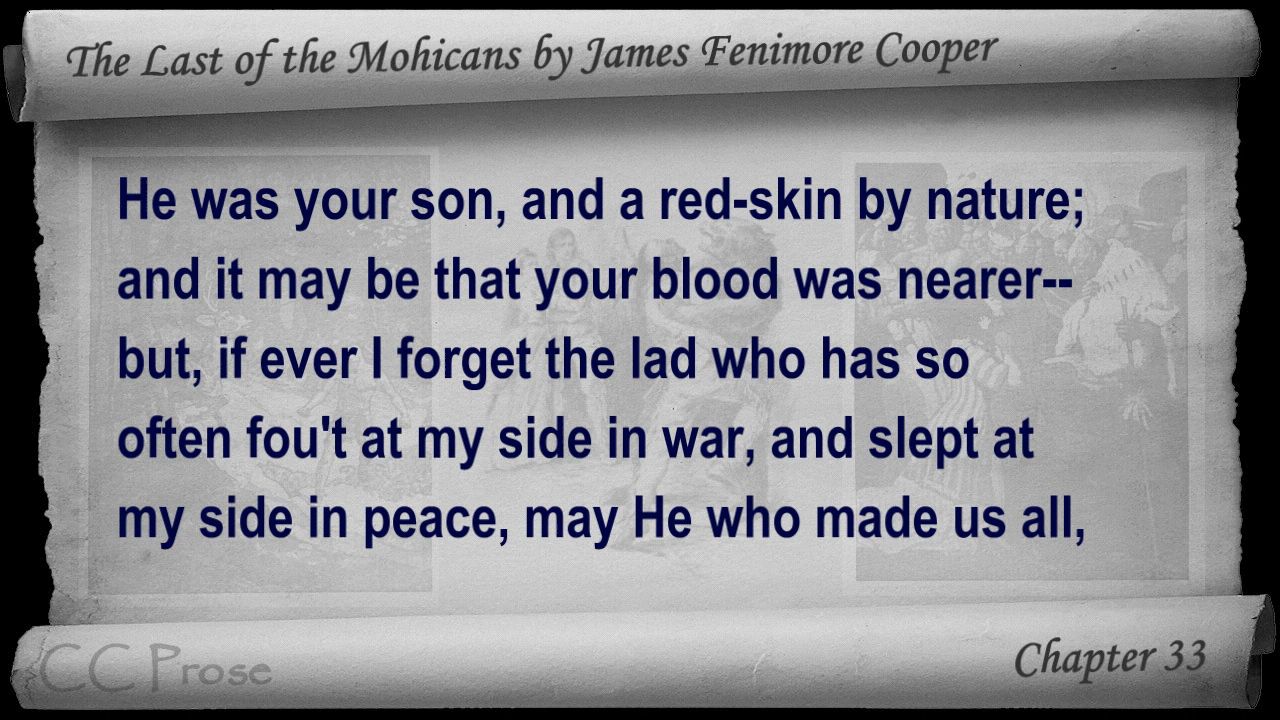 The Last of the Mohicans by James Fenimore Cooper
He was your son, and a red-skin by nature;
and it may be that your blood was nearer--
but, if ever I forget the lad who has so
often fou't at my side in war, and slept at
my side in peace, may He who made us all,
CC Prose
Chapter 33